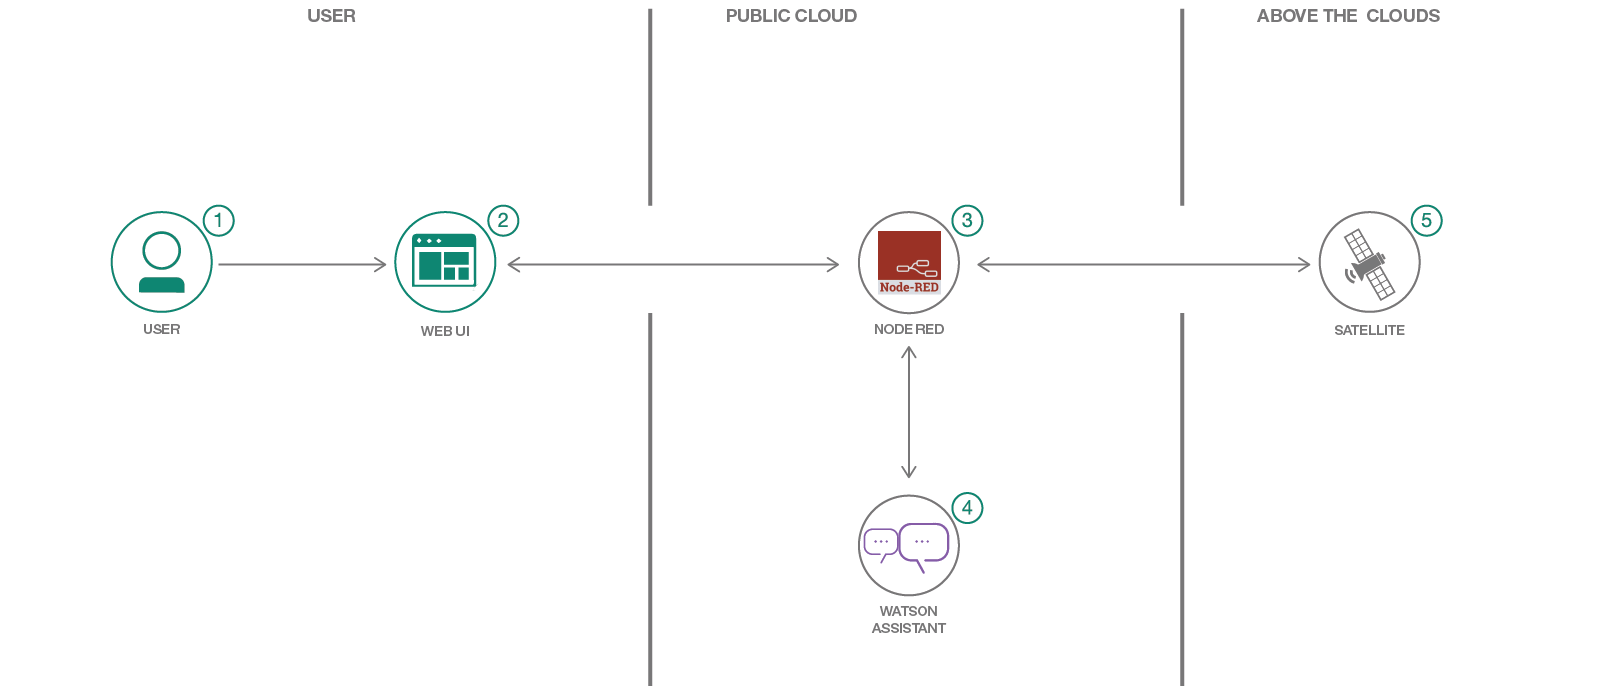 USER
PUBLIC CLOUD
ABOVE THE CLOUDS
1
2
3
5
Node-RED
USER
WEB UI
NODE RED
SATELLITE
4
WATSON
ASSISTANT